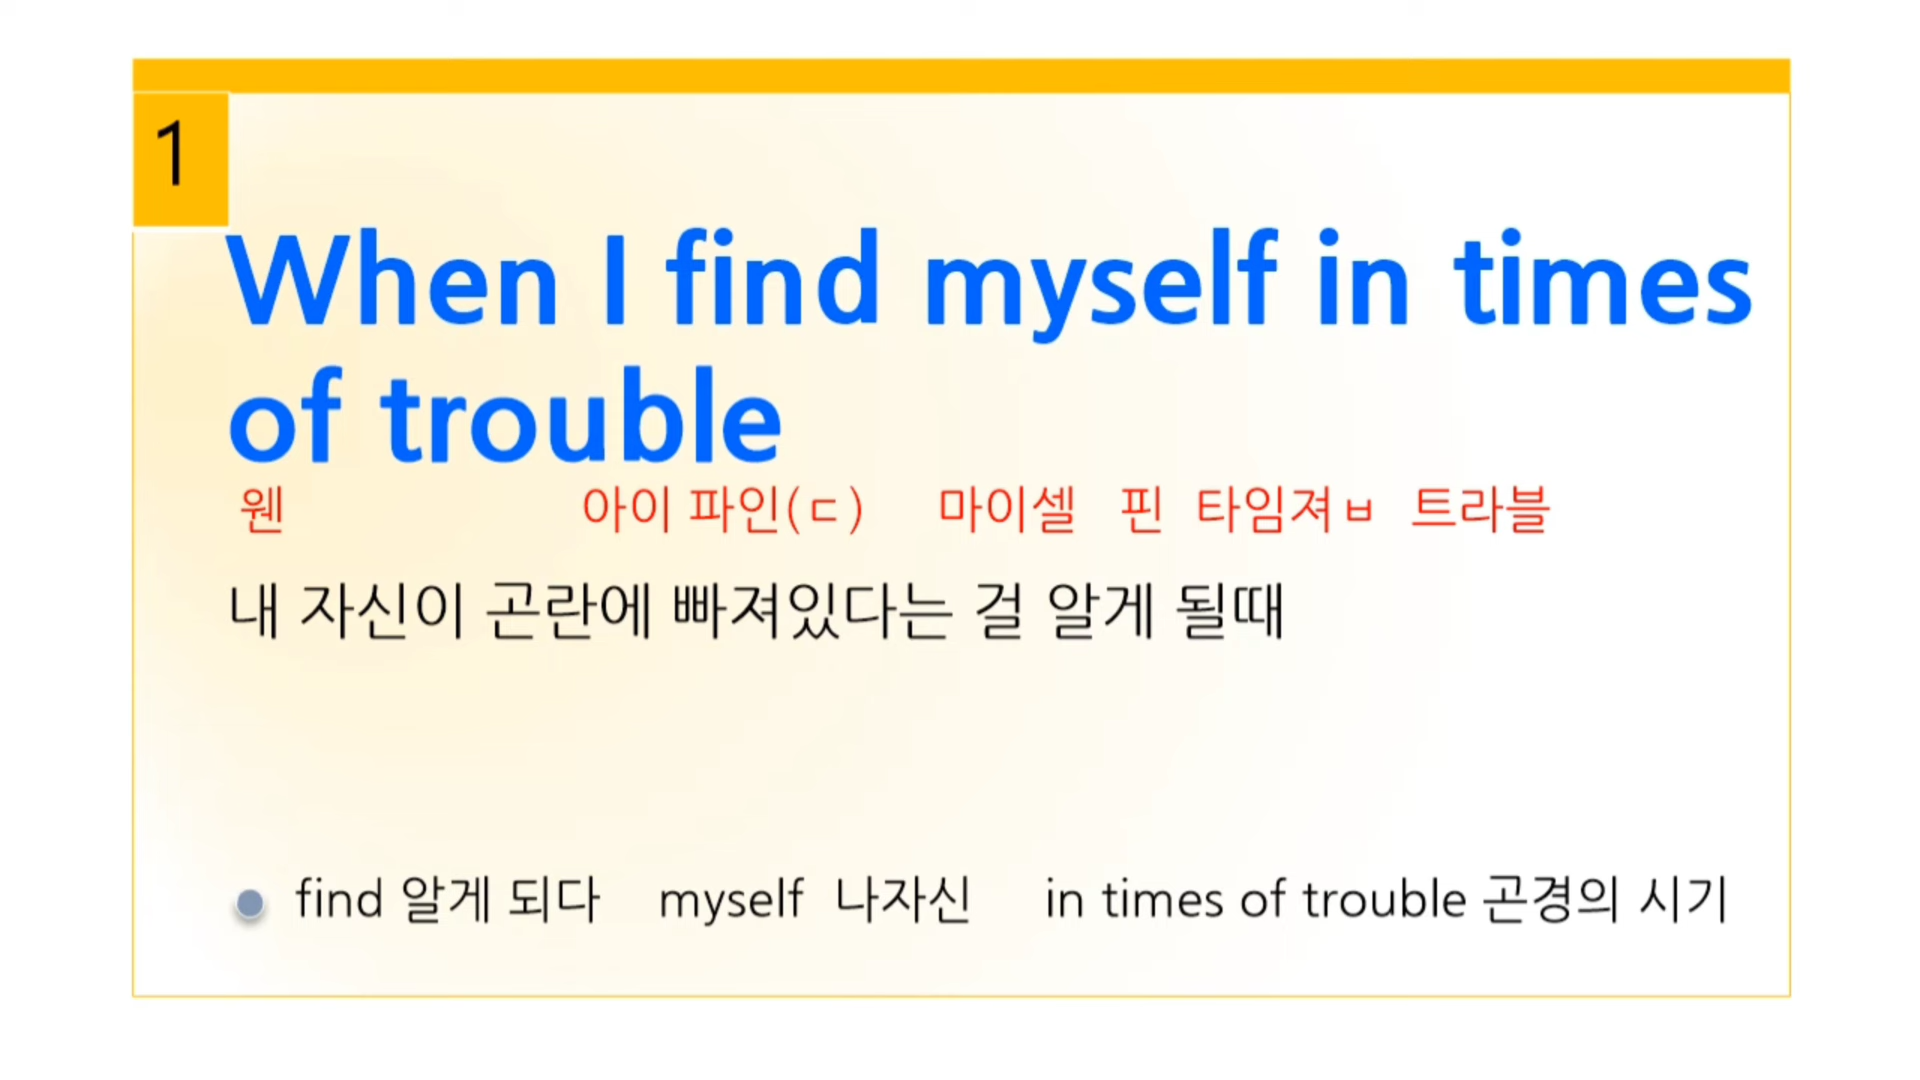 1
When I find myself in times
of trouble
웬 아이 파인(ㄷ) 마이셀 핀 타임져ㅂ 트라블
내 자신이 곤란에 빠져있다는 걸 알게 될때
find 알게 되다 myself 나자신 in times of trouble 곤경의 시기